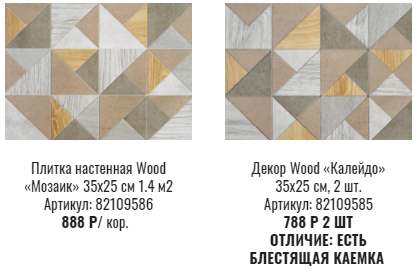 Плитка настенная Wood
«Мозаик» 35х25 см 1.4 м2
Артикул: 82109586
888 Р/ кор.
Декор Wood «Калейдо»
35х25 см, 2 шт.
Артикул: 82109585
788 Р 2 ШТ
ОТЛИЧИЕ: ЕСТЬ
БЛЕСТЯЩАЯ КАЕМКА